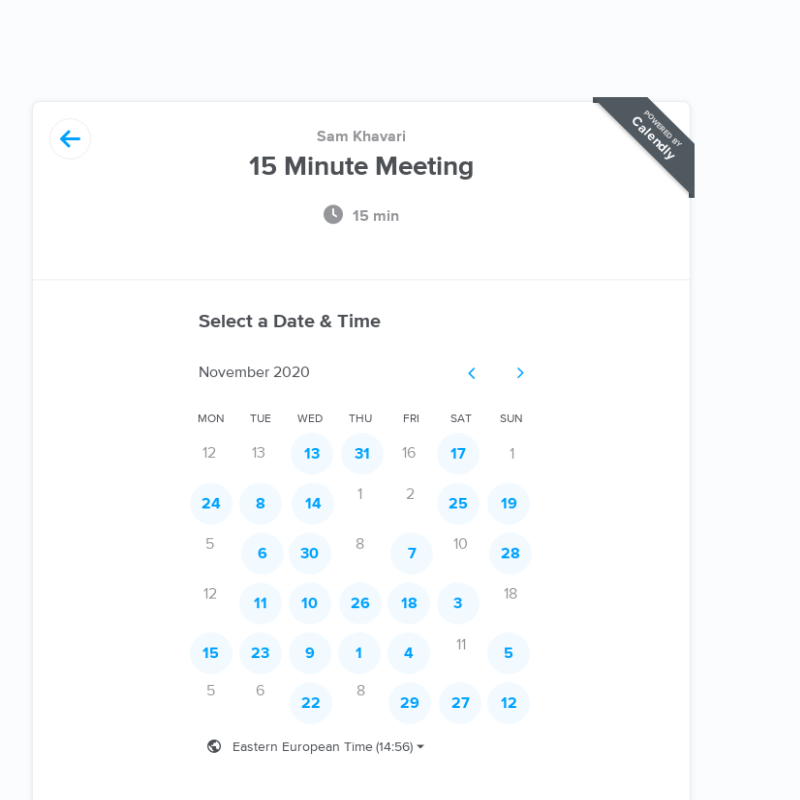 POWERED BY
Calendly
Sam Khavari
15 Minute Meeting
15 min
Select a Date & Time
November 2020
MON TUE WED THU FRI SAT SUN
12 13 13 31 16 17 1
24 8 14 1 2 25 19
5 6 30 8 7 10 28
12 11 10 26 18 3 18
15 23 9 1 4 11 5
5 6 22 8 29 27 12
Eastern European Time (14:56)